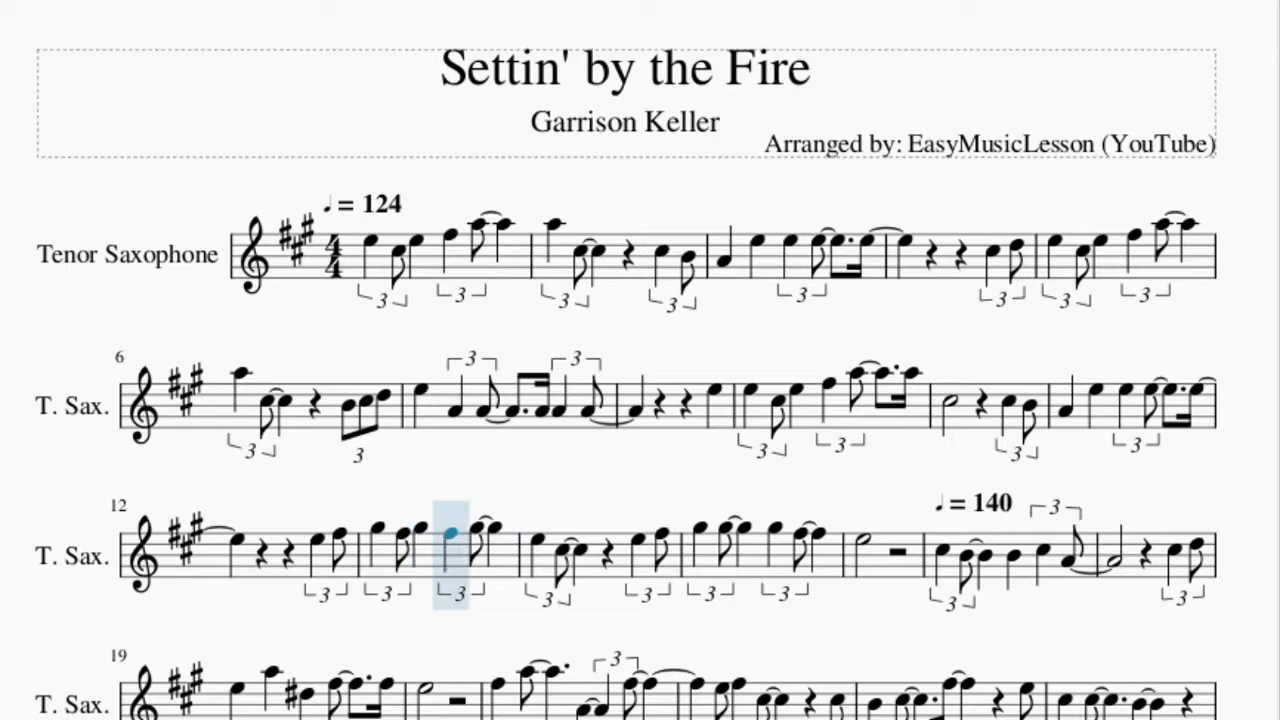 Settin' by the Fire
Garrison Keller
Arranged by: EasyMusicLesson (YouTube)
♩ = 124
Tenor Saxophone
4
4
3 3 3 3 3 3 3 3
6
3 3
T. Sax.
3 3 3 3 3 3
12
♩ = 140 3
T. Sax.
3 3 3 3 3 3 3 3 3
19
3
T. Sax.